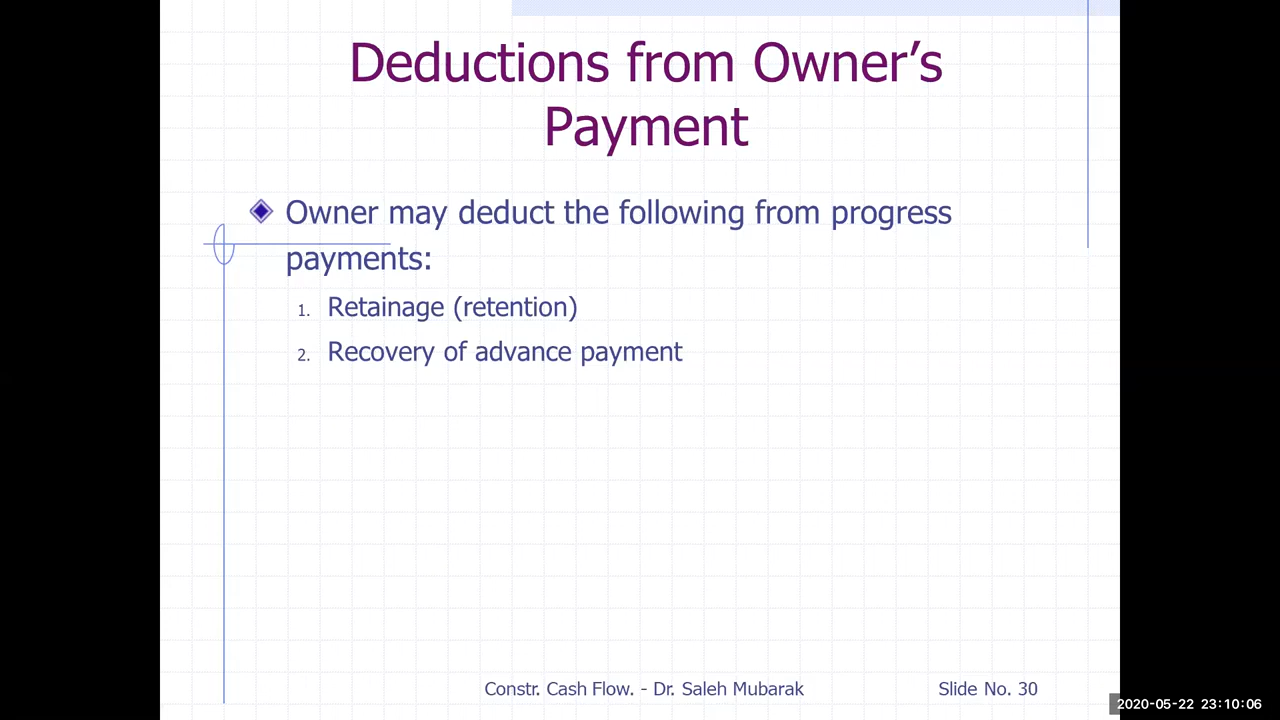 Deductions from Owner’s
Payment
Owner may deduct the following from progress
payments:
1. Retainage (retention)
2. Recovery of advance payment
Constr. Cash Flow. - Dr. Saleh Mubarak
Slide No. 30
2020-05-22 23:10:06